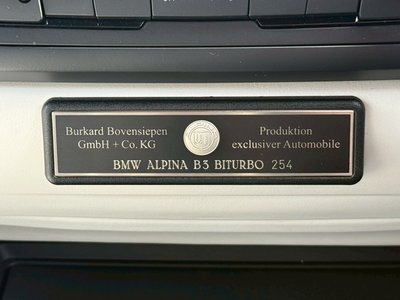 Burkard Bovensiepen
GmbH + Co. KG
Produktion
exclusiver Automobile
BMW ALPINA B3 BITURBO 254